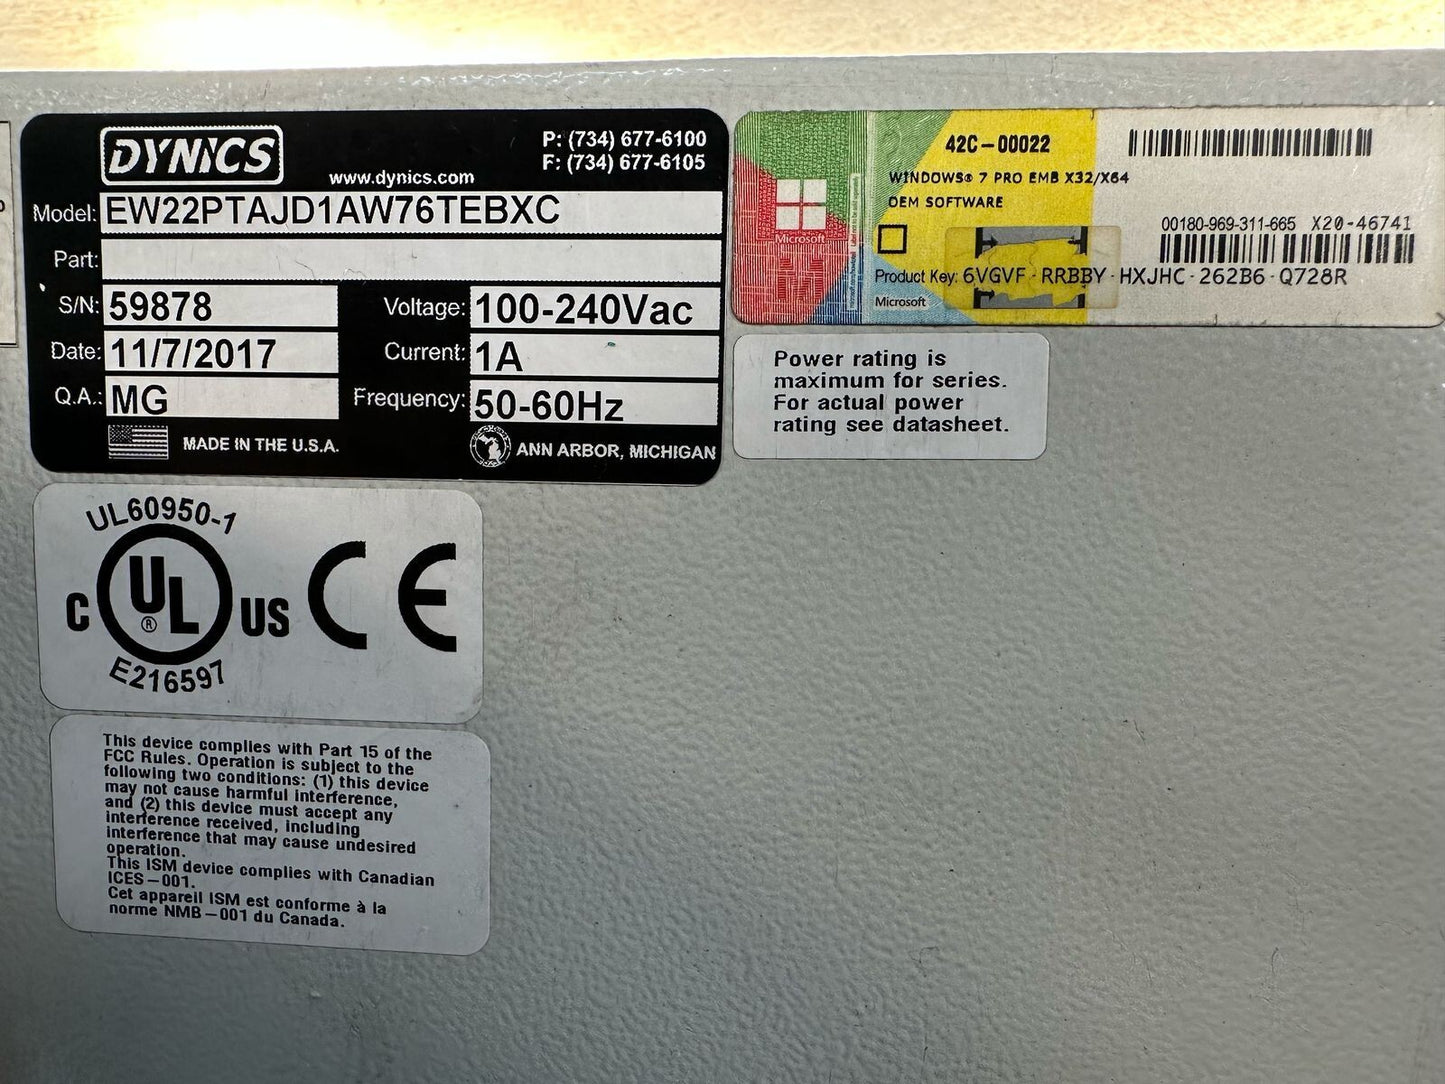 DYNICS
www.dynics.com
P: (734) 677-6100
F: (734) 677-6105
Model: EW22PTAJD1AW76TEBXC
Part:
S/N: 59878
Voltage: 100-240Vac
Date: 11/7/2017
Current: 1A
Q.A.: MG
Frequency: 50-60Hz
MADE IN THE U.S.A.
ANN ARBOR, MICHIGAN
42C-00022
WINDOWS® 7 PRO EMB X32/X64
OEM SOFTWARE
Microsoft
00180-969-311-665 X20-46741
Product Key: 6VGVF-RRBBY-HXJHC-262B6-Q728R
Microsoft
Power rating is
maximum for series.
For actual power
rating see datasheet.
UL60950-1
C UL® US CE
E216597
This device complies with Part 15 of the
FCC Rules. Operation is subject to the
following two conditions: (1) this device
may not cause harmful interference,
and (2) this device must accept any
interference received, including
interference that may cause undesired
operation.
This ISM device complies with Canadian
ICES-001.
Cet appareil ISM est conforme à la
norme NMB-001 du Canada.